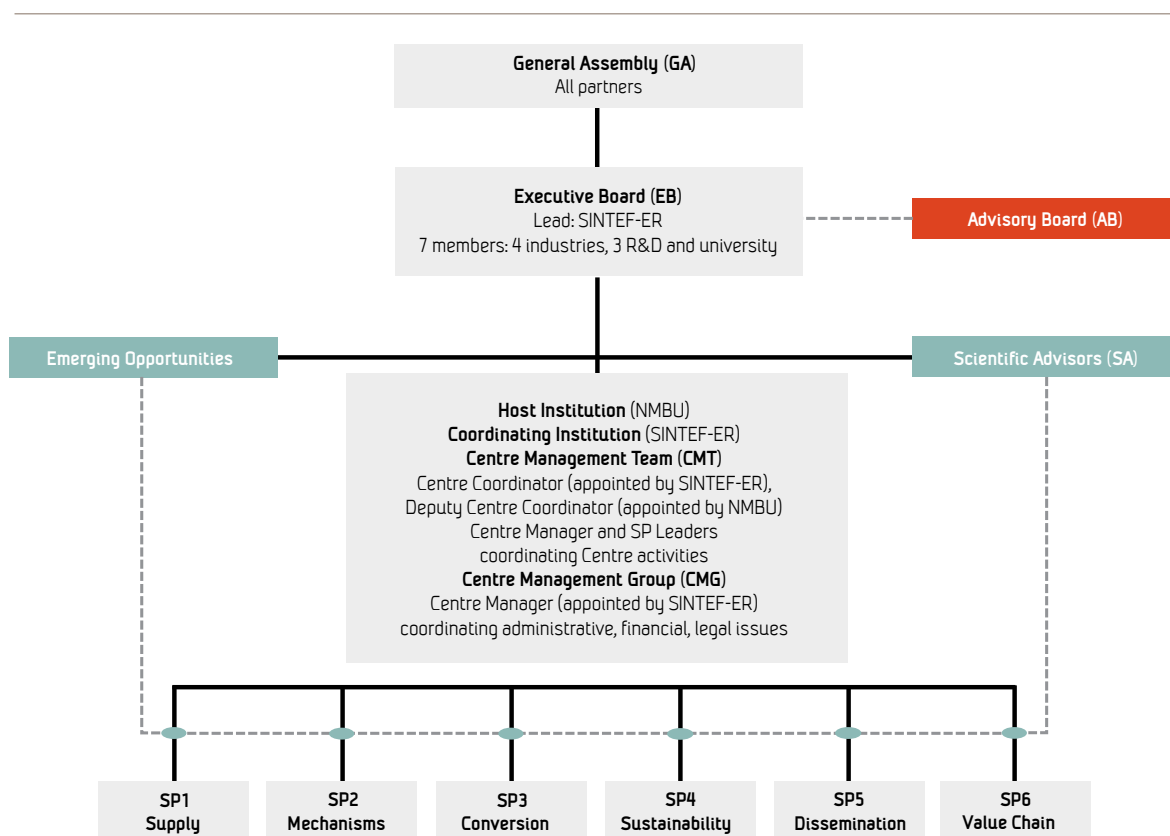 General Assembly (GA)
All partners
Executive Board (EB)
Lead: SINTEF-ER
7 members: 4 industries, 3 R&D and university
Advisory Board (AB)
Emerging Opportunities
Scientific Advisors (SA)
Host Institution (NMBU)
Coordinating Institution (SINTEF-ER)
Centre Management Team (CMT)
Centre Coordinator (appointed by SINTEF-ER),
Deputy Centre Coordinator (appointed by NMBU)
Centre Manager and SP Leaders
coordinating Centre activities
Centre Management Group (CMG)
Centre Manager (appointed by SINTEF-ER)
coordinating administrative, financial, legal issues
SP1
Supply
SP2
Mechanisms
SP3
Conversion
SP4
Sustainability
SP5
Dissemination
SP6
Value Chain